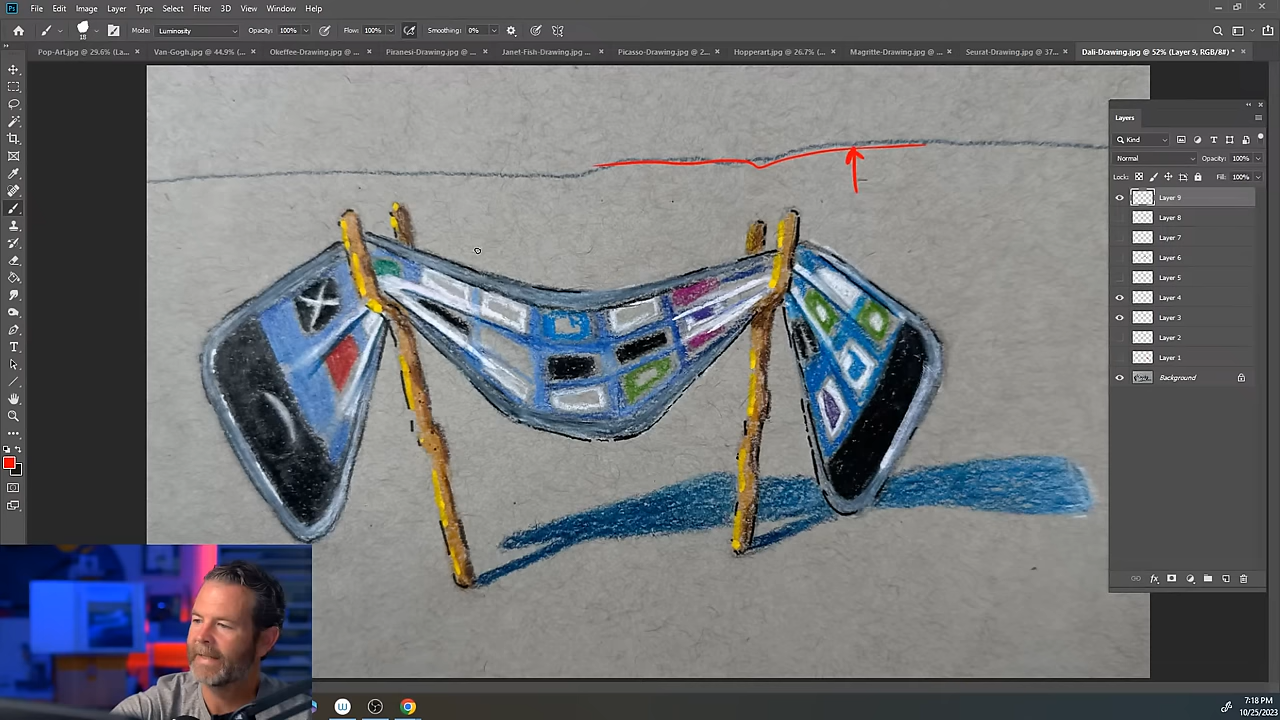 File Edit Image Layer Type Select Filter 3D View Window Help
Mode: Luminosity Opacity: 100% Flow: 100% Smoothing: 0%
Pop-Art.jpg @ 29.6% (La... × Van-Gogh.jpg @ 44.9% ... × Okeffee-Drawing.jpg @ ... × Piranesi-Drawing.jpg @ ... × Janet-Fish-Drawing.jpg ... × Picasso-Drawing.jpg @ 2... × Hopperart.jpg @ 26.7% (... × Magritte-Drawing.jpg @ ... × Seurat-Drawing.jpg @ 37... × Dali-Drawing.jpg @ 52% (Layer 9, RGB/8#) * ×
Layers
Kind
Normal Opacity: 100%
Lock: Fill: 100%
Layer 9
Layer 8
Layer 7
Layer 6
Layer 5
Layer 4
Layer 3
Layer 2
Layer 1
Background
7:18 PM
10/25/2023